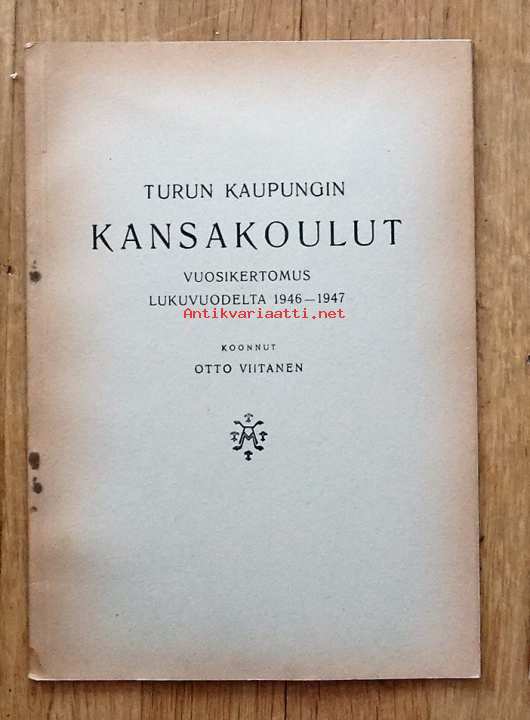 TURUN KAUPUNGIN
KANSAKOULUT
VUOSIKERTOMUS
LUKUVUODELTA 1946—1947
Antikvariaatti.net
KOONNUT
OTTO VIITANEN